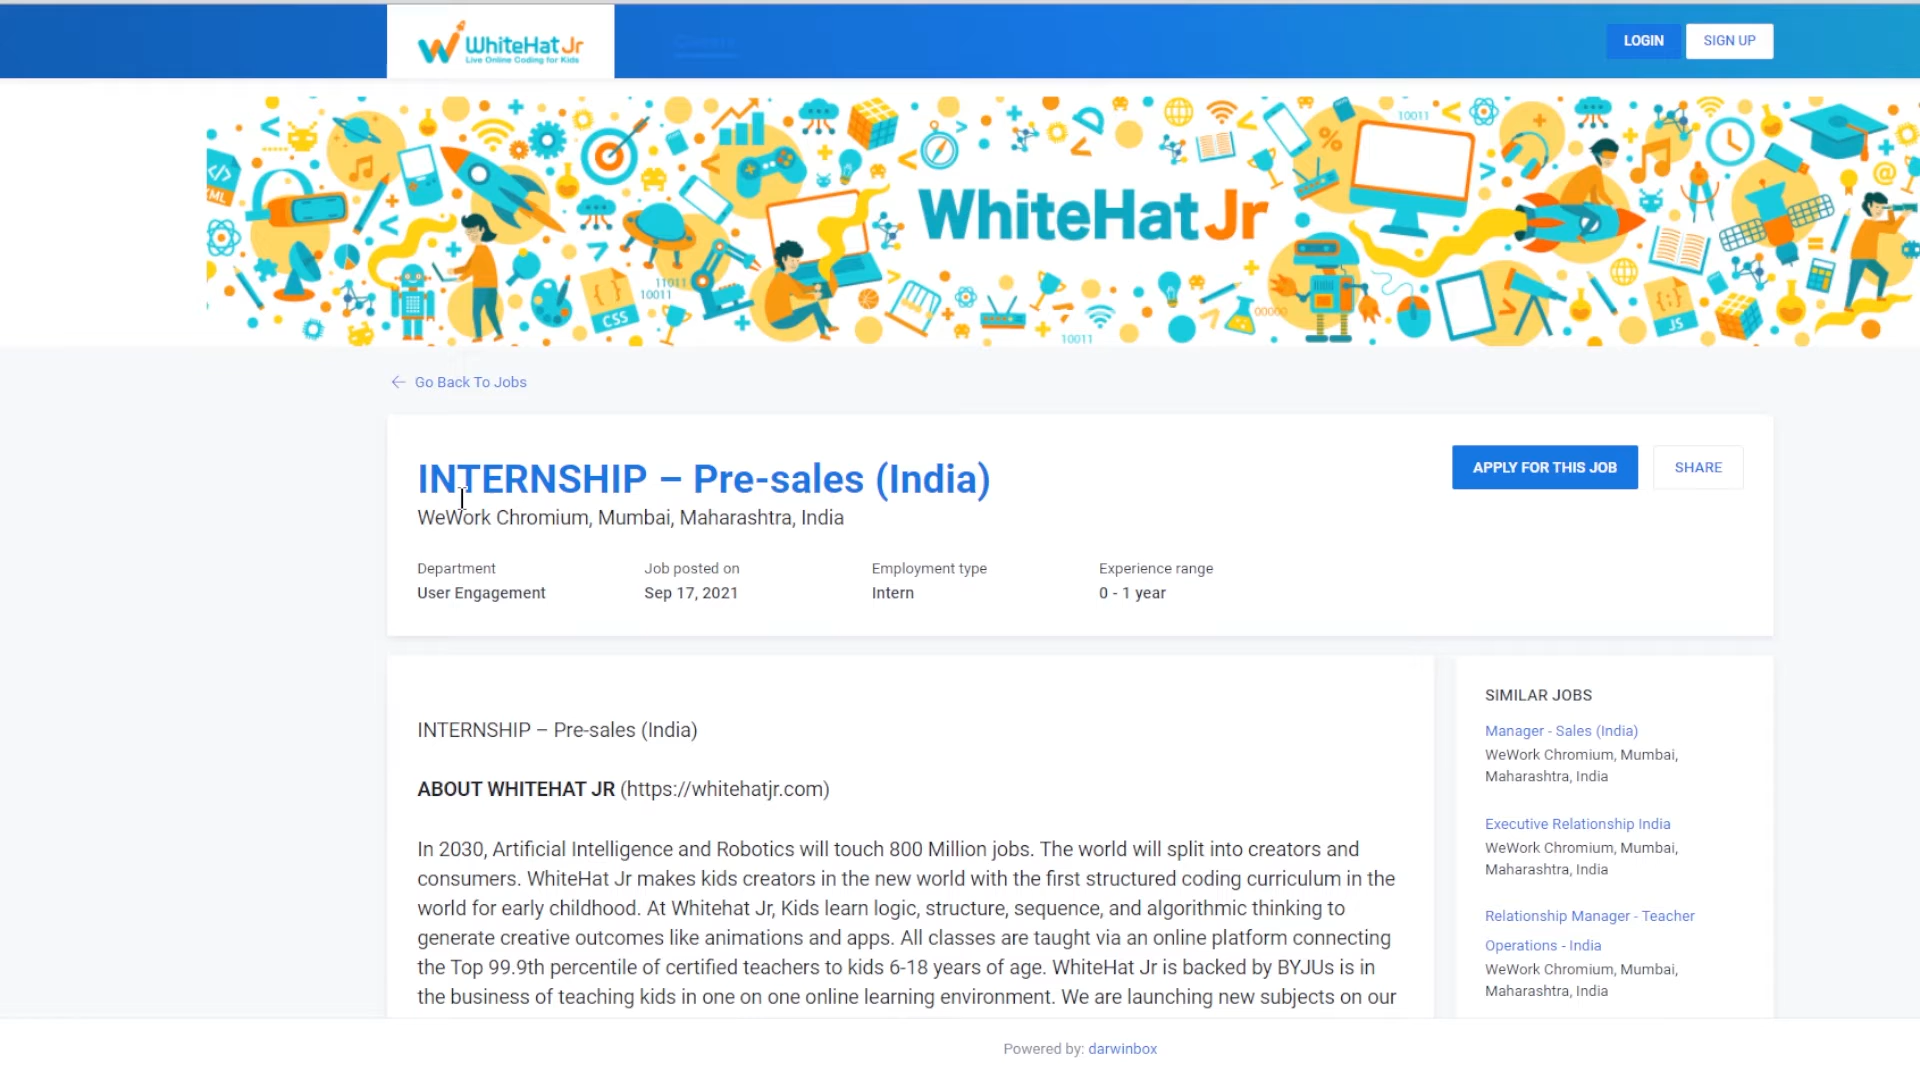 WhiteHat Jr
Live Online Coding for Kids
LOGIN
SIGN UP
10011
</>
ML
WhiteHatJr
11011
10011
CSS
00000
10011
JS
Go Back To Jobs
INTERNSHIP – Pre-sales (India)
WeWork Chromium, Mumbai, Maharashtra, India
APPLY FOR THIS JOB
SHARE
Department
User Engagement
Job posted on
Sep 17, 2021
Employment type
Intern
Experience range
0 - 1 year
INTERNSHIP – Pre-sales (India)
ABOUT WHITEHAT JR (https://whitehatjr.com)
In 2030, Artificial Intelligence and Robotics will touch 800 Million jobs. The world will split into creators and
consumers. WhiteHat Jr makes kids creators in the new world with the first structured coding curriculum in the
world for early childhood. At Whitehat Jr, Kids learn logic, structure, sequence, and algorithmic thinking to
generate creative outcomes like animations and apps. All classes are taught via an online platform connecting
the Top 99.9th percentile of certified teachers to kids 6-18 years of age. WhiteHat Jr is backed by BYJUs is in
the business of teaching kids in one on one online learning environment. We are launching new subjects on our
SIMILAR JOBS
Manager - Sales (India)
WeWork Chromium, Mumbai,
Maharashtra, India
Executive Relationship India
WeWork Chromium, Mumbai,
Maharashtra, India
Relationship Manager - Teacher
Operations - India
WeWork Chromium, Mumbai,
Maharashtra, India
Powered by: darwinbox